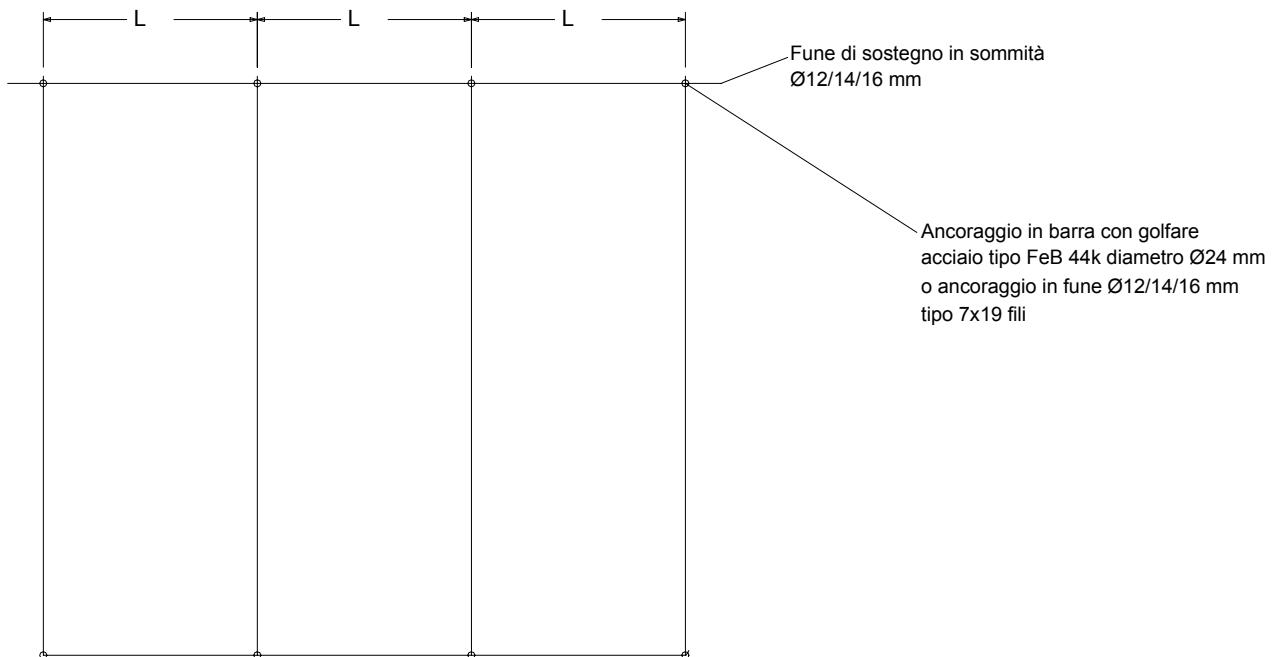 L
L
L
Fune di sostegno in sommità
Ø12/14/16 mm
Ancoraggio in barra con golfare
acciaio tipo FeB 44k diametro Ø24 mm
o ancoraggio in fune Ø12/14/16 mm
tipo 7x19 fili